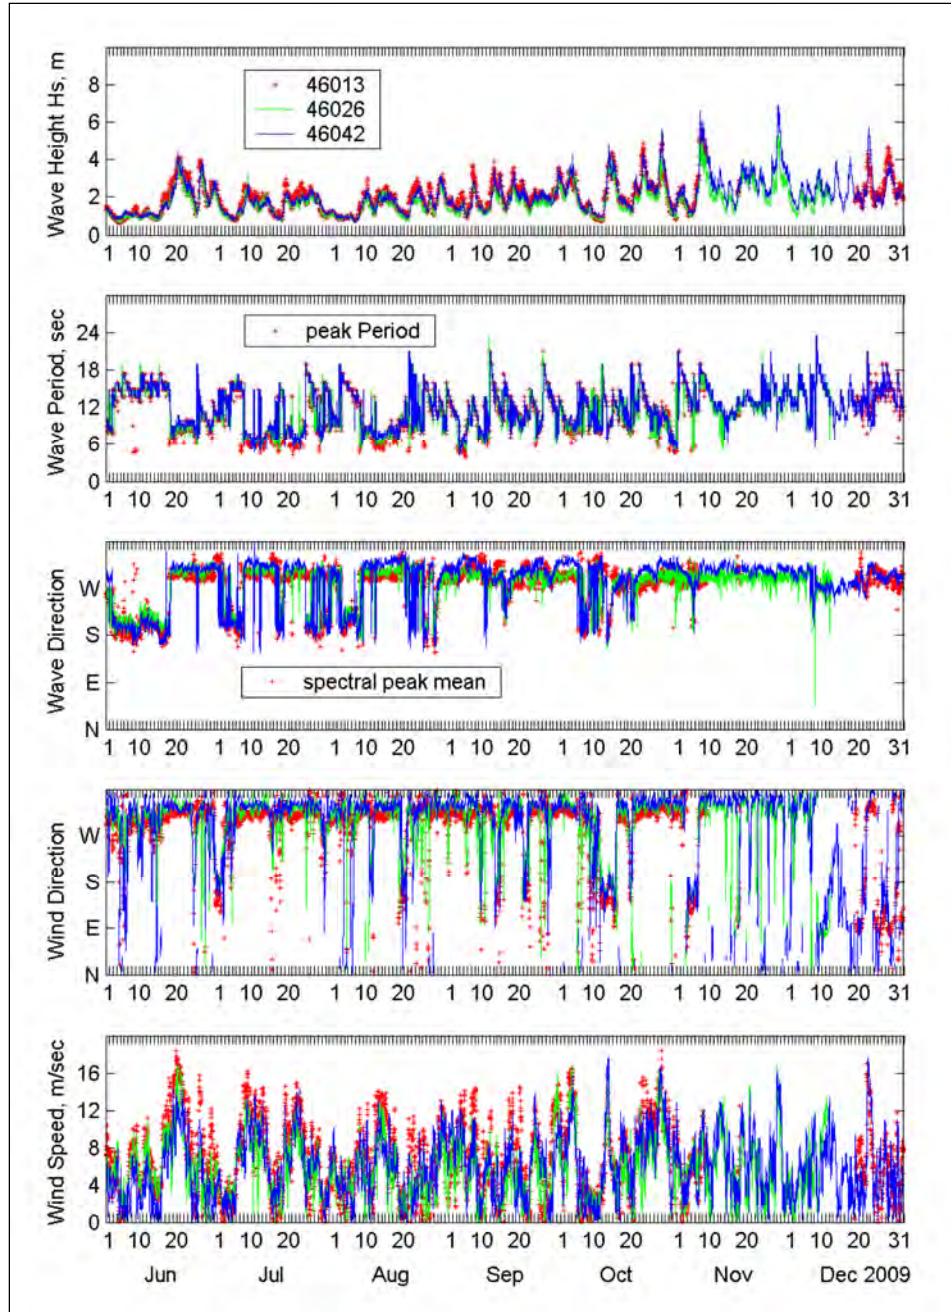 Wave Height Hs, m
8
6
4
2
0
46013
46026
46042
1 10 20 1 10 20 1 10 20 1 10 20 1 10 20 1 10 20 1 10 20 31
Wave Period, sec
24
18
12
6
0
peak Period
1 10 20 1 10 20 1 10 20 1 10 20 1 10 20 1 10 20 1 10 20 31
Wave Direction
W
S
E
N
spectral peak mean
1 10 20 1 10 20 1 10 20 1 10 20 1 10 20 1 10 20 1 10 20 31
Wind Direction
W
S
E
N
1 10 20 1 10 20 1 10 20 1 10 20 1 10 20 1 10 20 1 10 20 31
Wind Speed, m/sec
16
12
8
4
0
1 10 20 1 10 20 1 10 20 1 10 20 1 10 20 1 10 20 1 10 20 31
Jun Jul Aug Sep Oct Nov Dec 2009